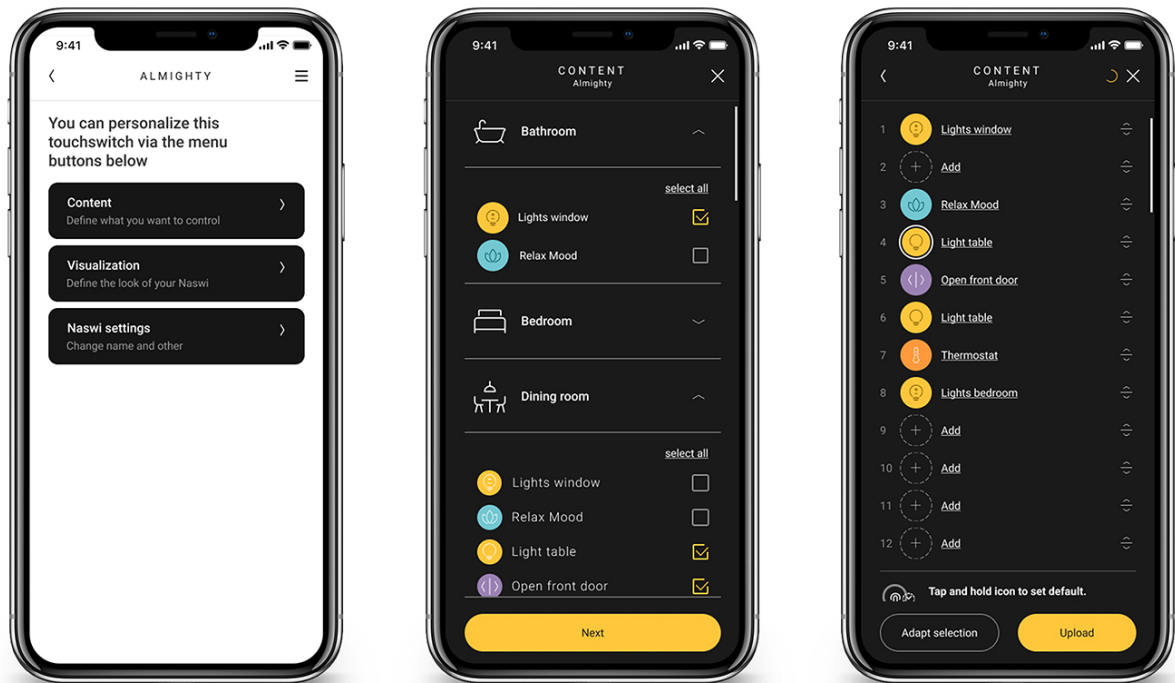 9:41
ALMIGHTY
You can personalize this
touchswitch via the menu
buttons below
Content
Define what you want to control
Visualization
Define the look of your Naswi
Naswi settings
Change name and other
9:41
CONTENT
Almighty
Bathroom
select all
Lights window
Relax Mood
Bedroom
Dining room
select all
Lights window
Relax Mood
Light table
Open front door
Next
9:41
CONTENT
Almighty
1 Lights window
2 Add
3 Relax Mood
4 Light table
5 Open front door
6 Light table
7 Thermostat
8 Lights bedroom
9 Add
10 Add
11 Add
12 Add
Tap and hold icon to set default.
Adapt selection
Upload